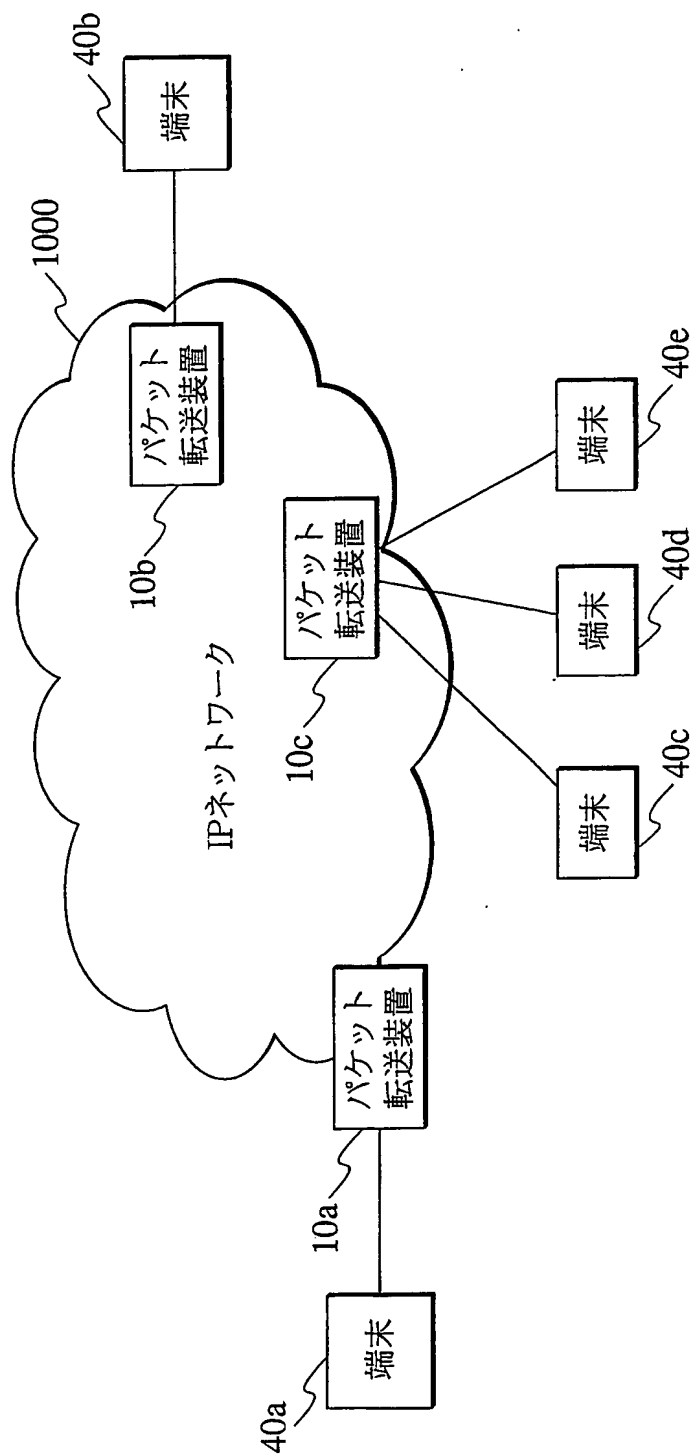 1000
40b
端末
パケット
転送装置
10b
IPネットワーク
パケット
転送装置
10c
パケット
転送装置
10a
端末
40a
端末
40c
端末
40d
端末
40e